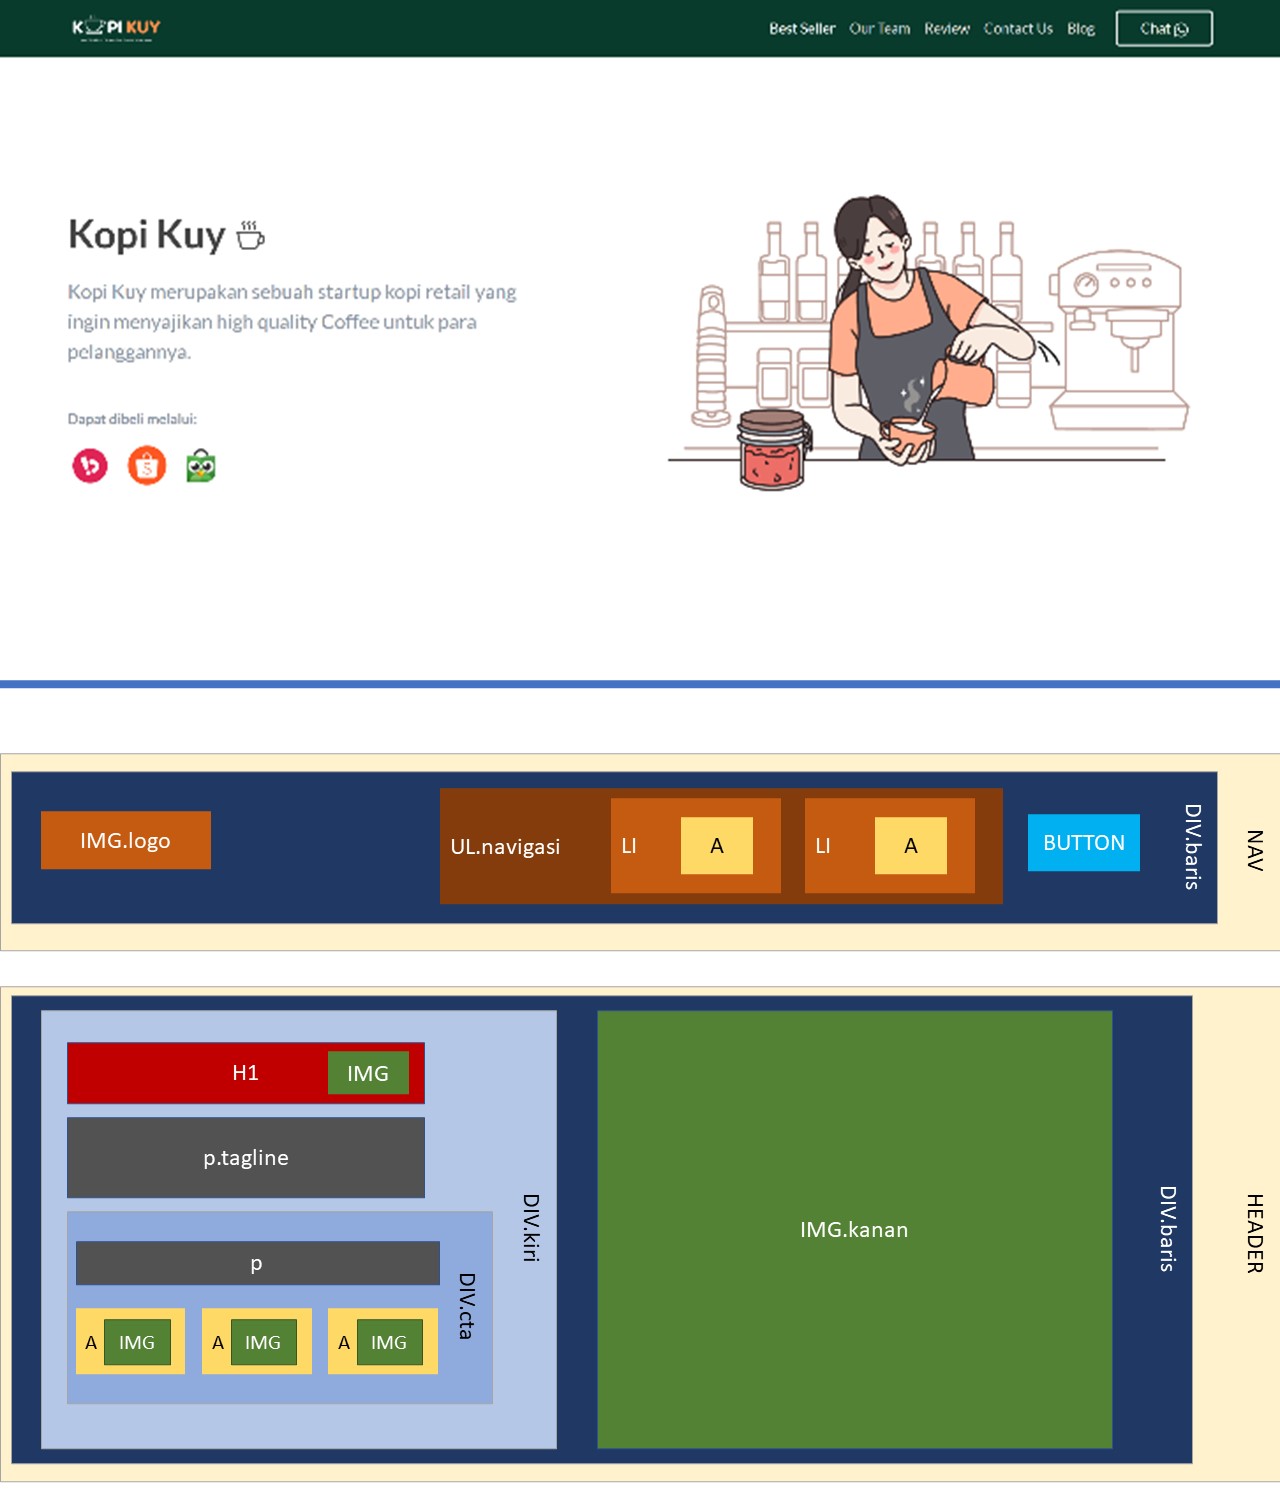 KOPI KUY
Best Seller Our Team Review Contact Us Blog Chat
Kopi Kuy
Kopi Kuy merupakan sebuah startup kopi retail yang
ingin menyajikan high quality Coffee untuk para
pelanggannya.
Dapat dibeli melalui:
IMG.logo
UL.navigasi
LI
A
LI
A
BUTTON
DIV.baris
NAV
H1
IMG
p.tagline
p
A IMG
A IMG
A IMG
DIV.cta
DIV.kiri
IMG.kanan
DIV.baris
HEADER